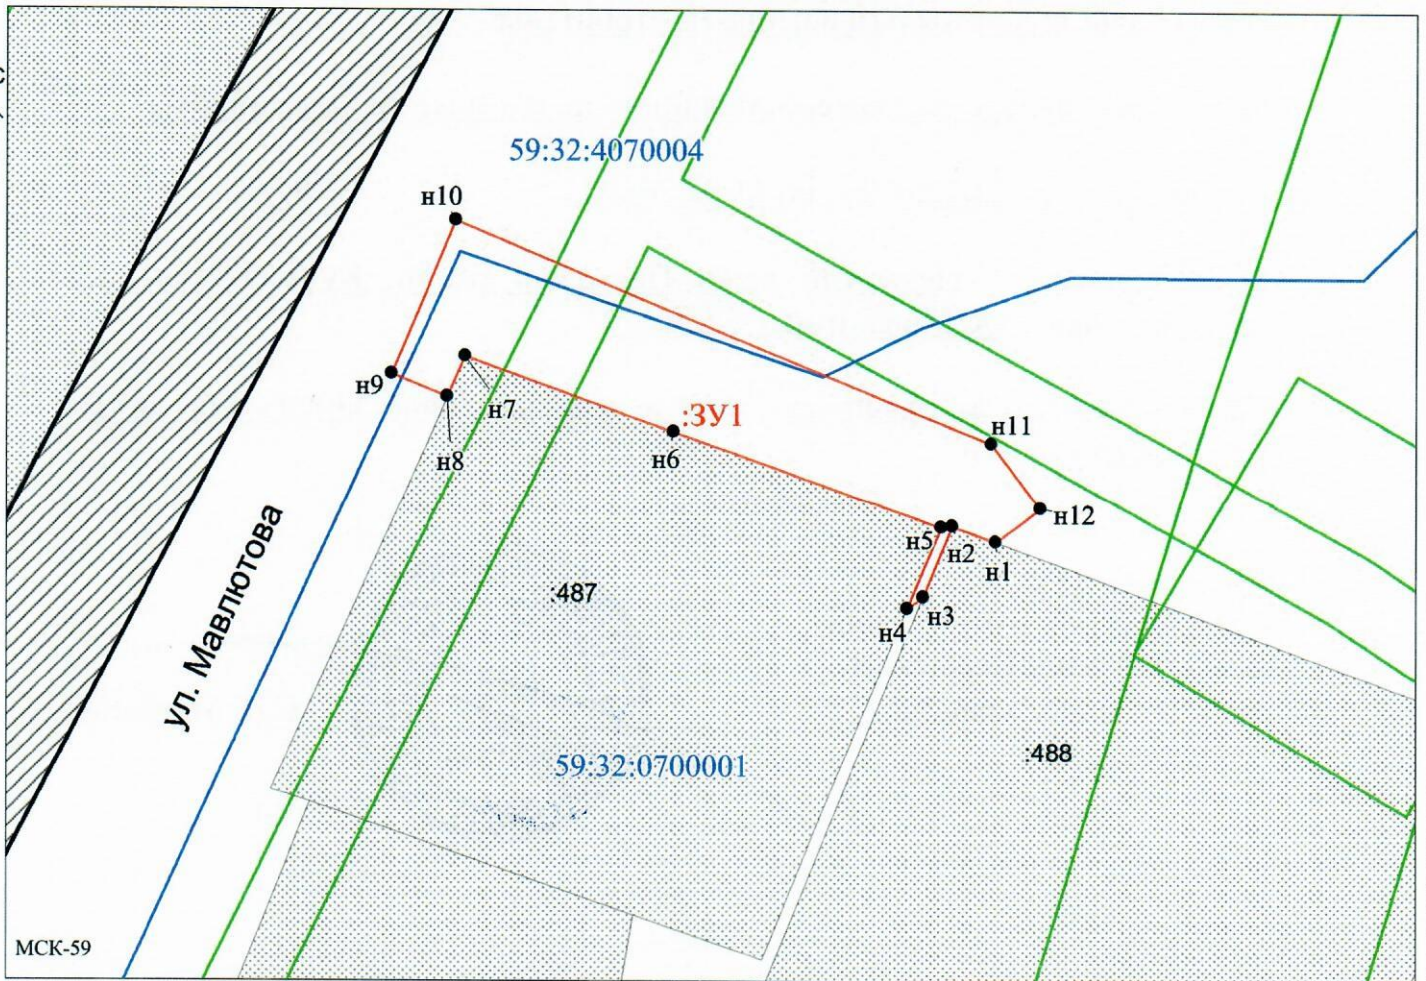 59:32:4070004
н10
н9
н7
:ЗУ1
н11
н6
н8
н12
н5
н2
н1
:487
н3
н4
ул. Мавлютова
:488
59:32:0700001
МСК-59